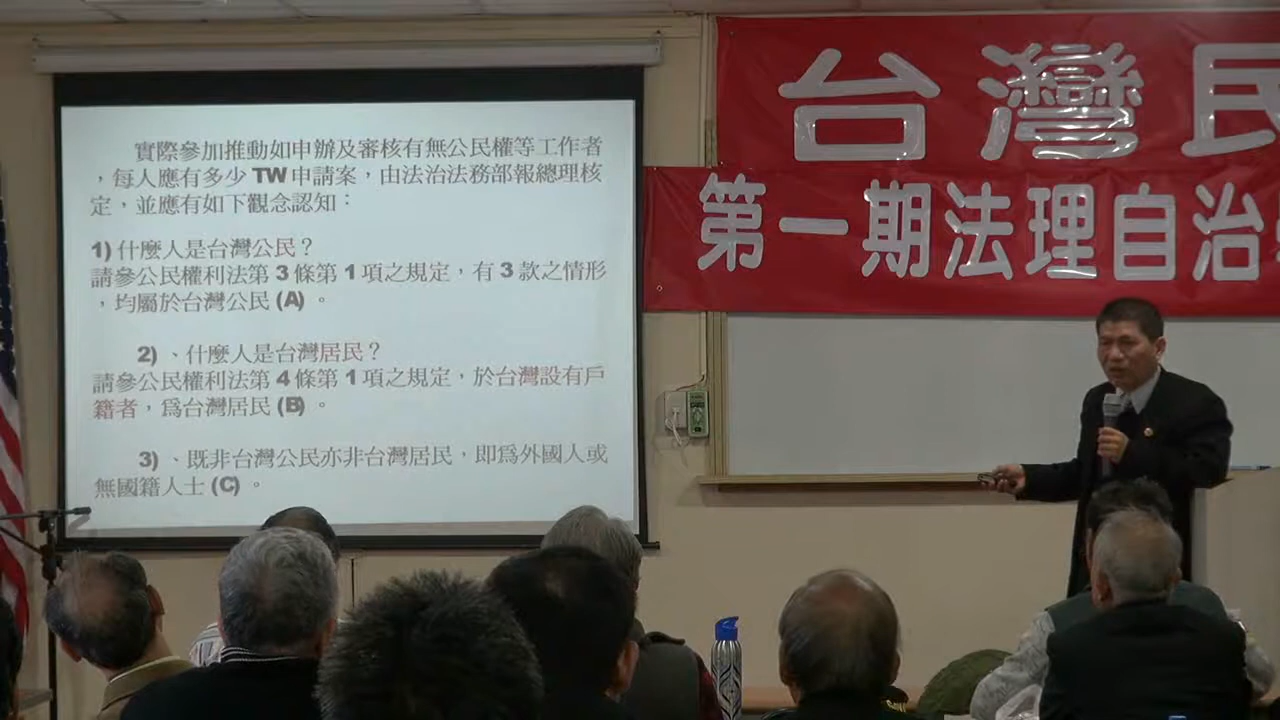 實際參加推動如申辦及審核有無公民權等工作者
，每人應有多少TW申請案，由法治法務部報總理核
定，並應有如下觀念認知：
1)什麼人是台灣公民？
請參公民權利法第3條第1項之規定，有3款之情形
，均屬於台灣公民(A)。
2)、什麼人是台灣居民？
請參公民權利法第4條第1項之規定，於台灣設有戶
籍者，爲台灣居民(B)。
3)、既非台灣公民亦非台灣居民，即爲外國人或
無國籍人士(C)。
台灣民
第一期法理自治